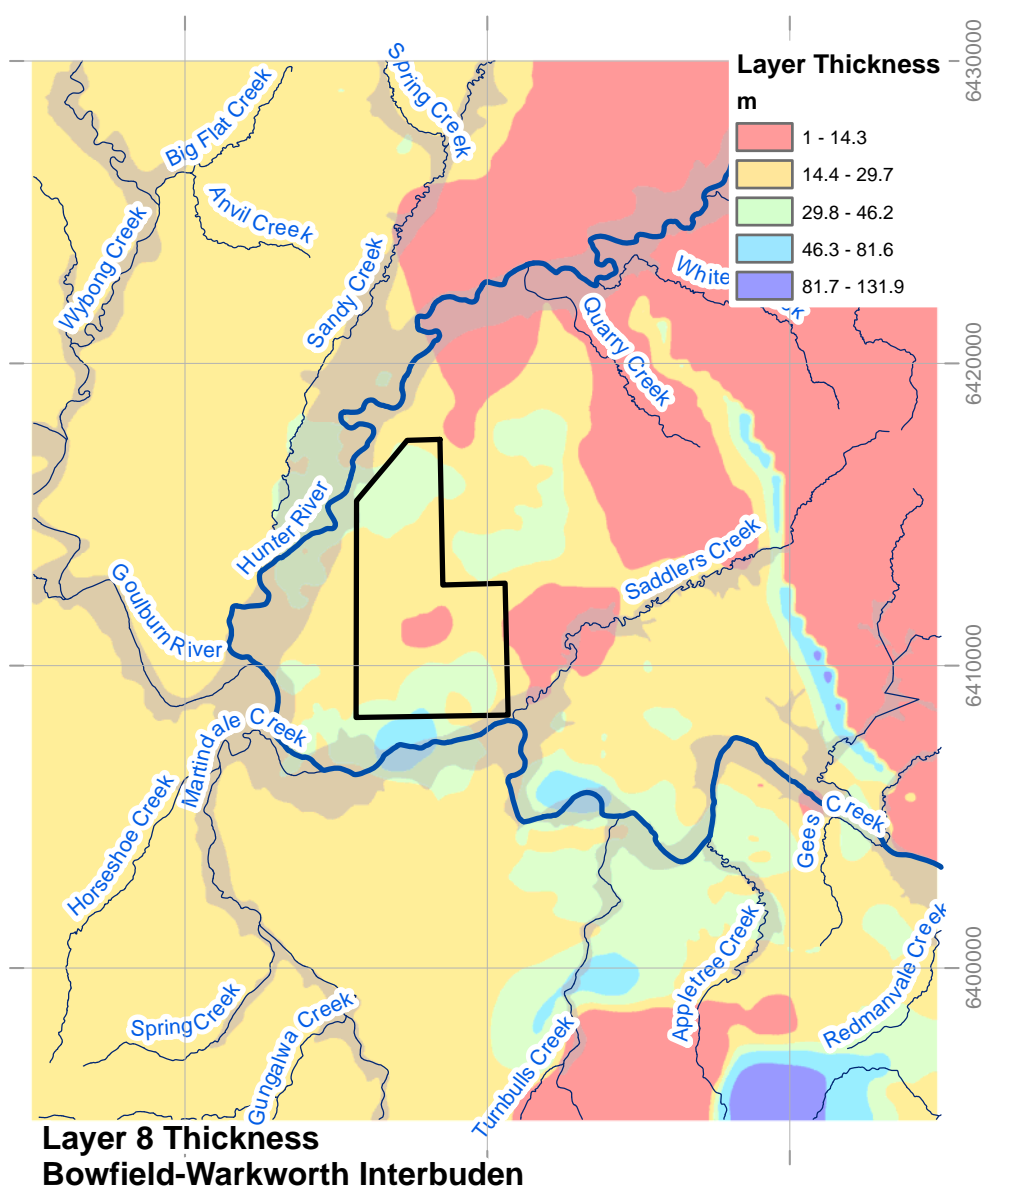 Layer Thickness
m
1 - 14.3
14.4 - 29.7
29.8 - 46.2
46.3 - 81.6
81.7 - 131.9
6430000
6420000
6410000
6400000
Spring Creek
Big Flat Creek
Anvil Creek
Wybong Creek
Sandy Creek
White
Quarry Creek
Hunter River
Saddlers Creek
Goulburn River
Martindale Creek
Horseshoe Creek
Gees Creek
Appletree Creek
Redmanvale Creek
Spring Creek
Gungalwa Creek
Turnbulls Creek
Layer 8 Thickness
Bowfield-Warkworth Interbuden